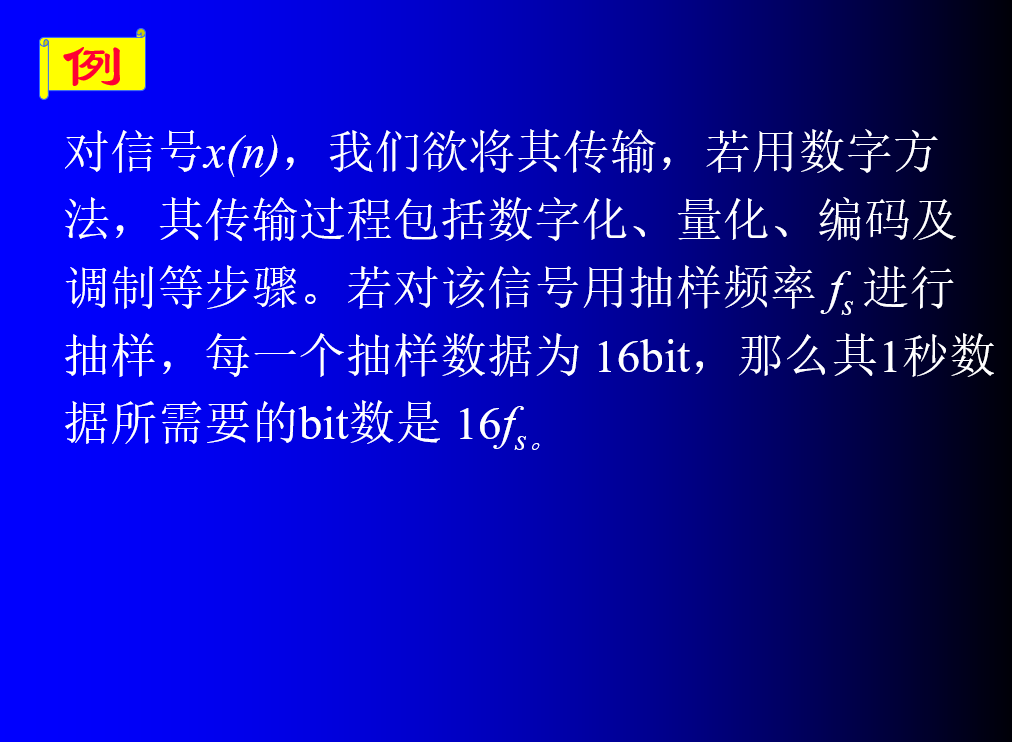 例
对信号x(n)，我们欲将其传输，若用数字方
法，其传输过程包括数字化、量化、编码及
调制等步骤。若对该信号用抽样频率 fs 进行
抽样，每一个抽样数据为 16bit，那么其1秒数
据所需要的bit数是 16fs。